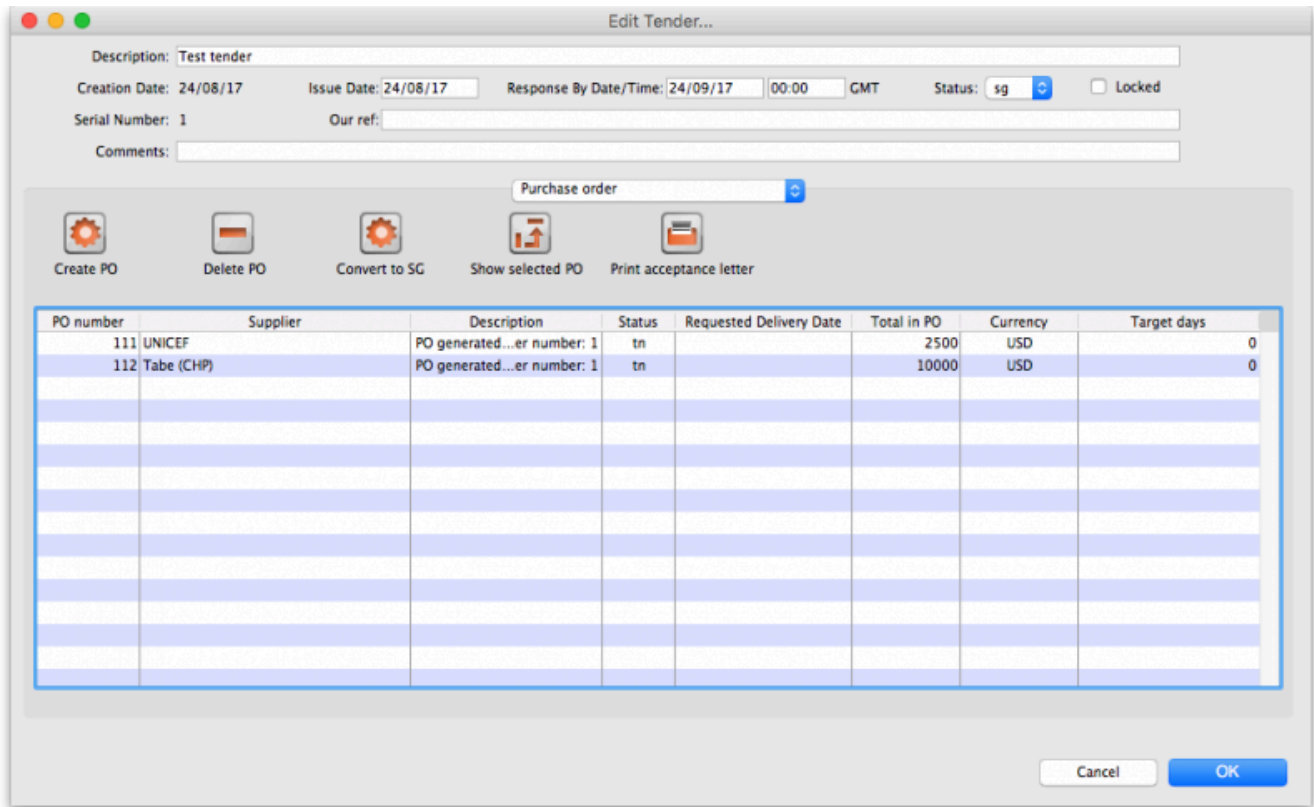 Edit Tender...
Description: Test tender
Creation Date: 24/08/17 Issue Date: 24/08/17 Response By Date/Time: 24/09/17 00:00 GMT Status: sg Locked
Serial Number: 1 Our ref:
Comments:
Purchase order
Create PO Delete PO Convert to SG Show selected PO Print acceptance letter
PO number Supplier Description Status Requested Delivery Date Total in PO Currency Target days
111 UNICEF PO generated...er number: 1 tn 2500 USD 0
112 Tabe (CHP) PO generated...er number: 1 tn 10000 USD 0
Cancel OK